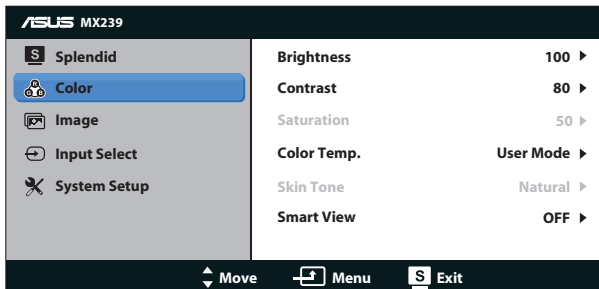 ASUS MX239
S Splendid
Color
Image
Input Select
System Setup
Brightness 100
Contrast 80
Saturation 50
Color Temp. User Mode
Skin Tone Natural
Smart View OFF
Move Menu S Exit